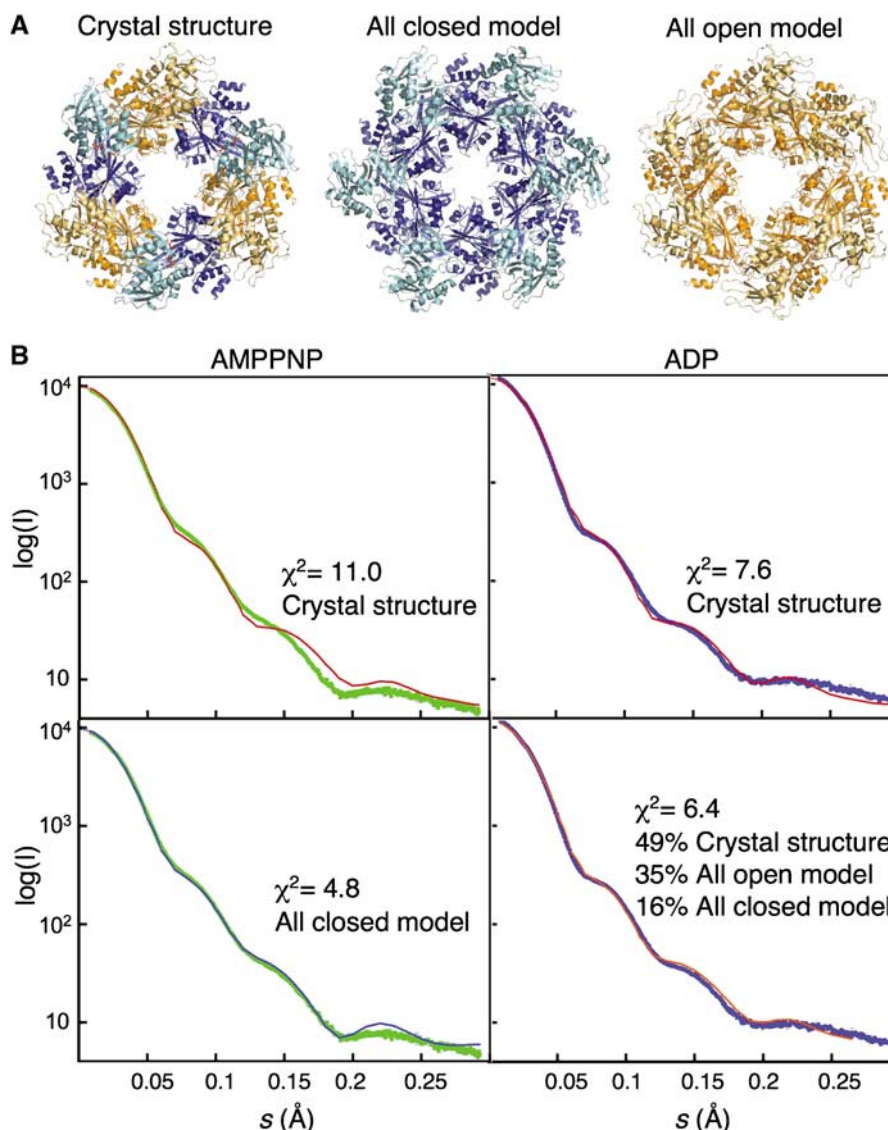 A
Crystal structure
All closed model
All open model
B
AMPPNP
ADP
10⁴
10³
10²
10
log(I)
χ²= 11.0
Crystal structure
χ²= 7.6
Crystal structure
10⁴
10³
10²
10
log(I)
χ²= 4.8
All closed model
χ²= 6.4
49% Crystal structure
35% All open model
16% All closed model
0.05 0.1 0.15 0.2 0.25
0.05 0.1 0.15 0.2 0.25
s (Å)
s (Å)